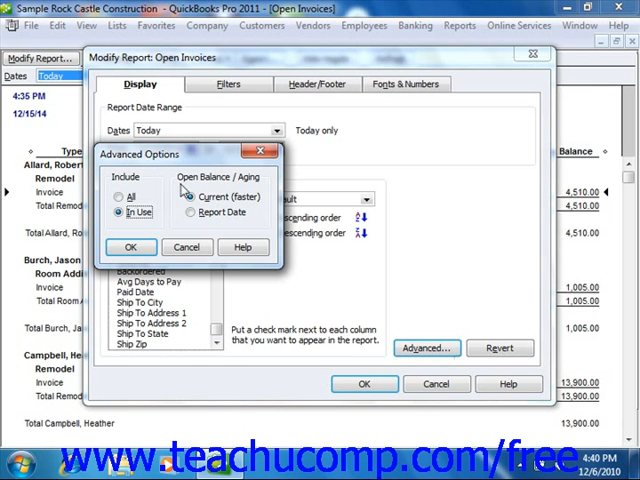 Sample Rock Castle Construction - QuickBooks Pro 2011 - [Open Invoices]
File Edit View Lists Favorites Company Customers Vendors Employees Banking Reports Online Services
Modify Report...
Dates Today
4:35 PM
12/15/14
Type Balance
Allard, Robert
Remodel
Invoice 4,510.00
Total Remodel 4,510.00
Total Allard, Rober 4,510.00
Burch, Jason
Room Addi
Invoice 1,005.00
Total Room A 1,005.00
Total Burch, Jas 1,005.00
Campbell, Heat
Remodel
Invoice 13,900.00
Total Remodel 13,900.00
Total Campbell, Heather 13,900.00
Modify Report: Open Invoices
Display Filters Header/Footer Fonts & Numbers
Report Date Range
Dates Today Today only
Advanced Options
Include Open Balance / Aging
All Current (faster)
In Use Report Date
OK Cancel Help
ault
scending order
escending order
Backordered
Avg Days to Pay
Paid Date
Ship To City
Ship To Address 1
Ship To Address 2
Ship To State
Ship Zip
Put a check mark next to each column
that you want to appear in the report.
Advanced... Revert
OK Cancel Help
www.teachucomp.com/free
4:40 PM
12/6/2010